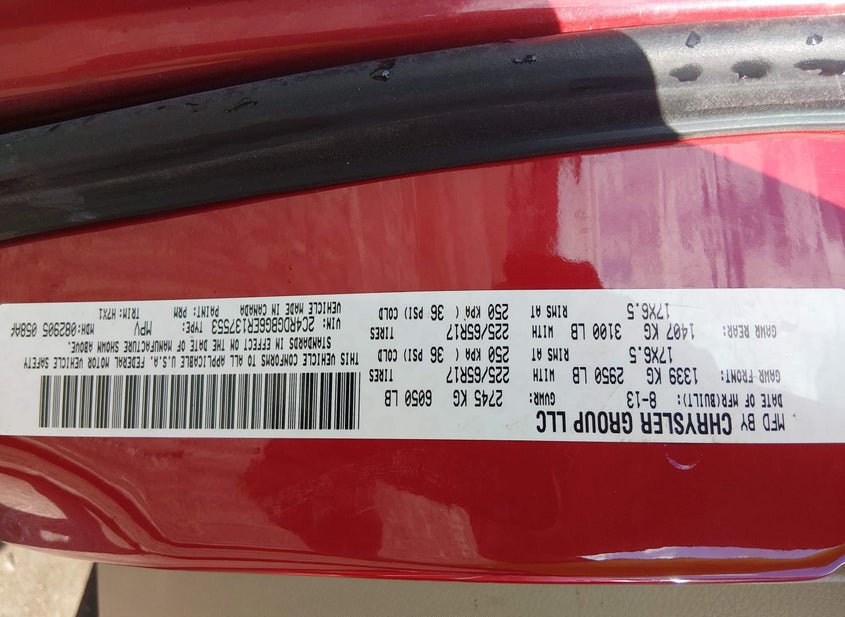 MFD BY CHRYSLER GROUP LLC
DATE OF MFR(BUILT): 8-13 GVWR: 2745 KG 6050 LB
GAWR-FRONT: 1339 KG 2950 LB WITH 225/65R17 TIRES
17X6.5 RIMS AT 250 KPA ( 36 PSI) COLD
GAWR REAR: 1407 KG 3100 LB WITH 225/65R17 TIRES
17X6.5 RIMS AT 250 KPA ( 36 PSI) COLD
THIS VEHICLE CONFORMS TO ALL APPLICABLE U.S.A. FEDERAL MOTOR VEHICLE SAFETY
STANDARDS IN EFFECT ON THE DATE OF MANUFACTURE SHOWN ABOVE.
VIN: 2C4RDGBG6ER137553 TYPE: MPV MDH:082905 058A#
VEHICLE MADE IN CANADA PAINT: PRM TRIM: H7X1